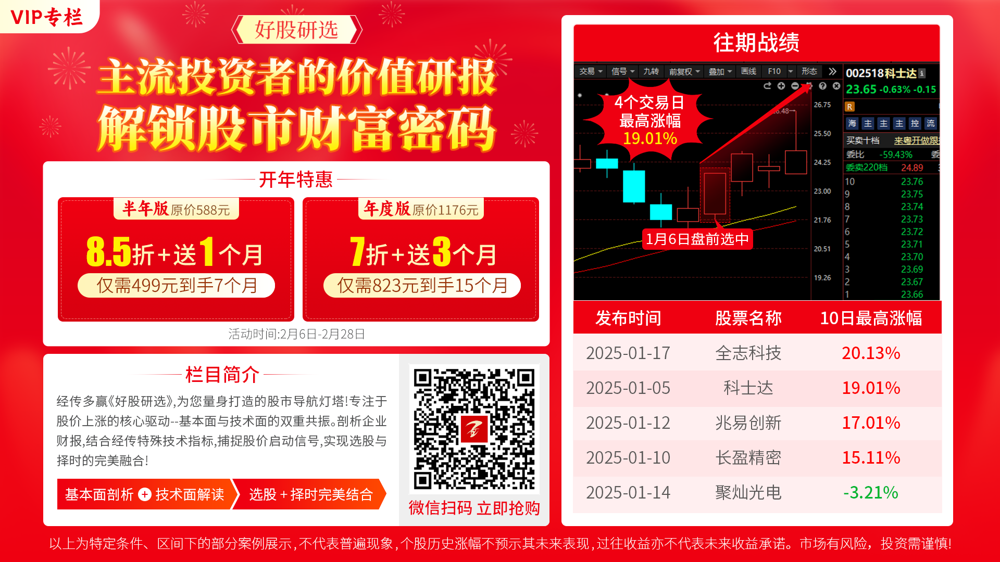 VIP专栏
好股研选
主流投资者的价值研报
解锁股市财富密码
开年特惠
半年版原价588元
8.5折+送1个月
仅需499元到手7个月
年度版原价1176元
7折+送3个月
仅需823元到手15个月
活动时间:2月6日-2月28日
栏目简介
经传多赢《好股研选》,为您量身打造的股市导航灯塔!专注于
股价上涨的核心驱动--基本面与技术面的双重共振。剖析企业
财报,结合经传特殊技术指标,捕捉股价启动信号,实现选股与
择时的完美融合!
基本面剖析 + 技术面解读
选股+择时完美结合
微信扫码 立即抢购
往期战绩
交易 信号 九转 前复权 叠加 画线 F10 形态
002518科士达
23.65 -0.63% -0.15
R
海 主 主 主 控 流
买卖十档 来粤开做跟
委比 -59.43%
委卖220档 24.89
10 23.76
9 23.75
8 23.74
7 23.73
6 23.72
5 23.71
4 23.70
3 23.69
2 23.67
1 23.66
4个交易日
最高涨幅
19.01%
26.75
25.50
24.25
23.00
21.76
20.51
19.26
1月6日盘前选中
发布时间 股票名称 10日最高涨幅
2025-01-17 全志科技 20.13%
2025-01-05 科士达 19.01%
2025-01-12 兆易创新 17.01%
2025-01-10 长盈精密 15.11%
2025-01-14 聚灿光电 -3.21%
以上为特定条件、区间下的部分案例展示,不代表普遍现象,个股历史涨幅不预示其未来表现,过往收益亦不代表未来收益承诺。市场有风险，投资需谨慎!